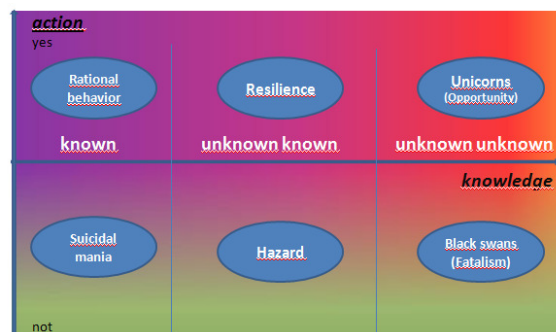 action
yes
Rational
behavior
Resilience
Unicorns
(Opportunity)
known
unknown known
unknown unknown
knowledge
Suicidal
mania
Hazard
Black swans
(Fatalism)
not